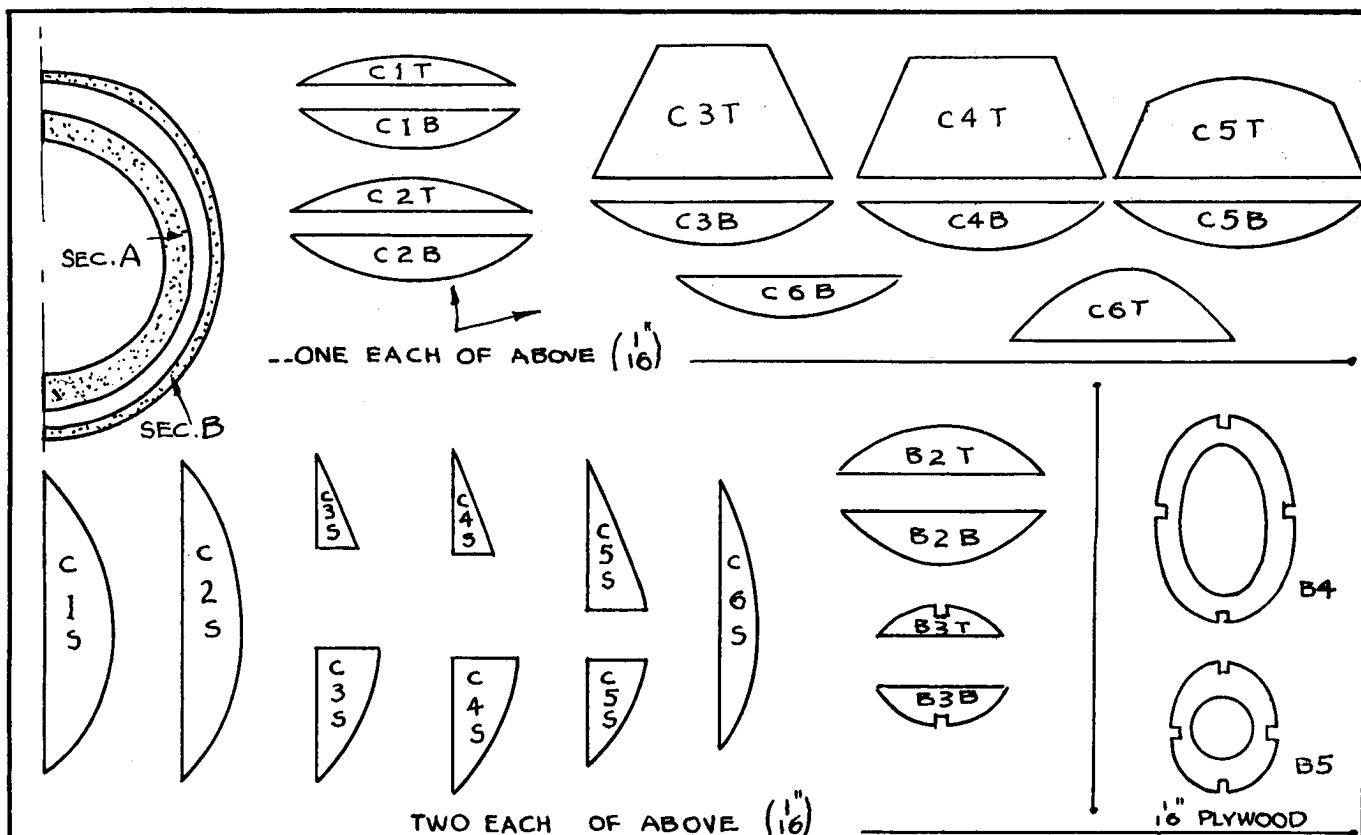 SEC. A
SEC. B
C1T
C1B
C2T
C2B
C3T
C3B
C4T
C4B
C5T
C5B
C6B
C6T
--ONE EACH OF ABOVE (1/16")
C1S
C2S
C3S
C3S
C4S
C4S
C5S
C5S
C6S
B2T
B2B
B3T
B3B
TWO EACH OF ABOVE (1/16")
B4
B5
1/16" PLYWOOD